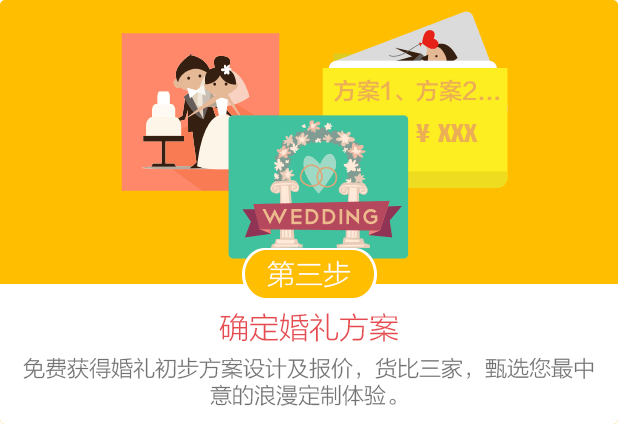 方案1、方案2...
¥ XXX
WEDDING
第三步
确定婚礼方案
免费获得婚礼初步方案设计及报价，货比三家，甄选您最中
意的浪漫定制体验。